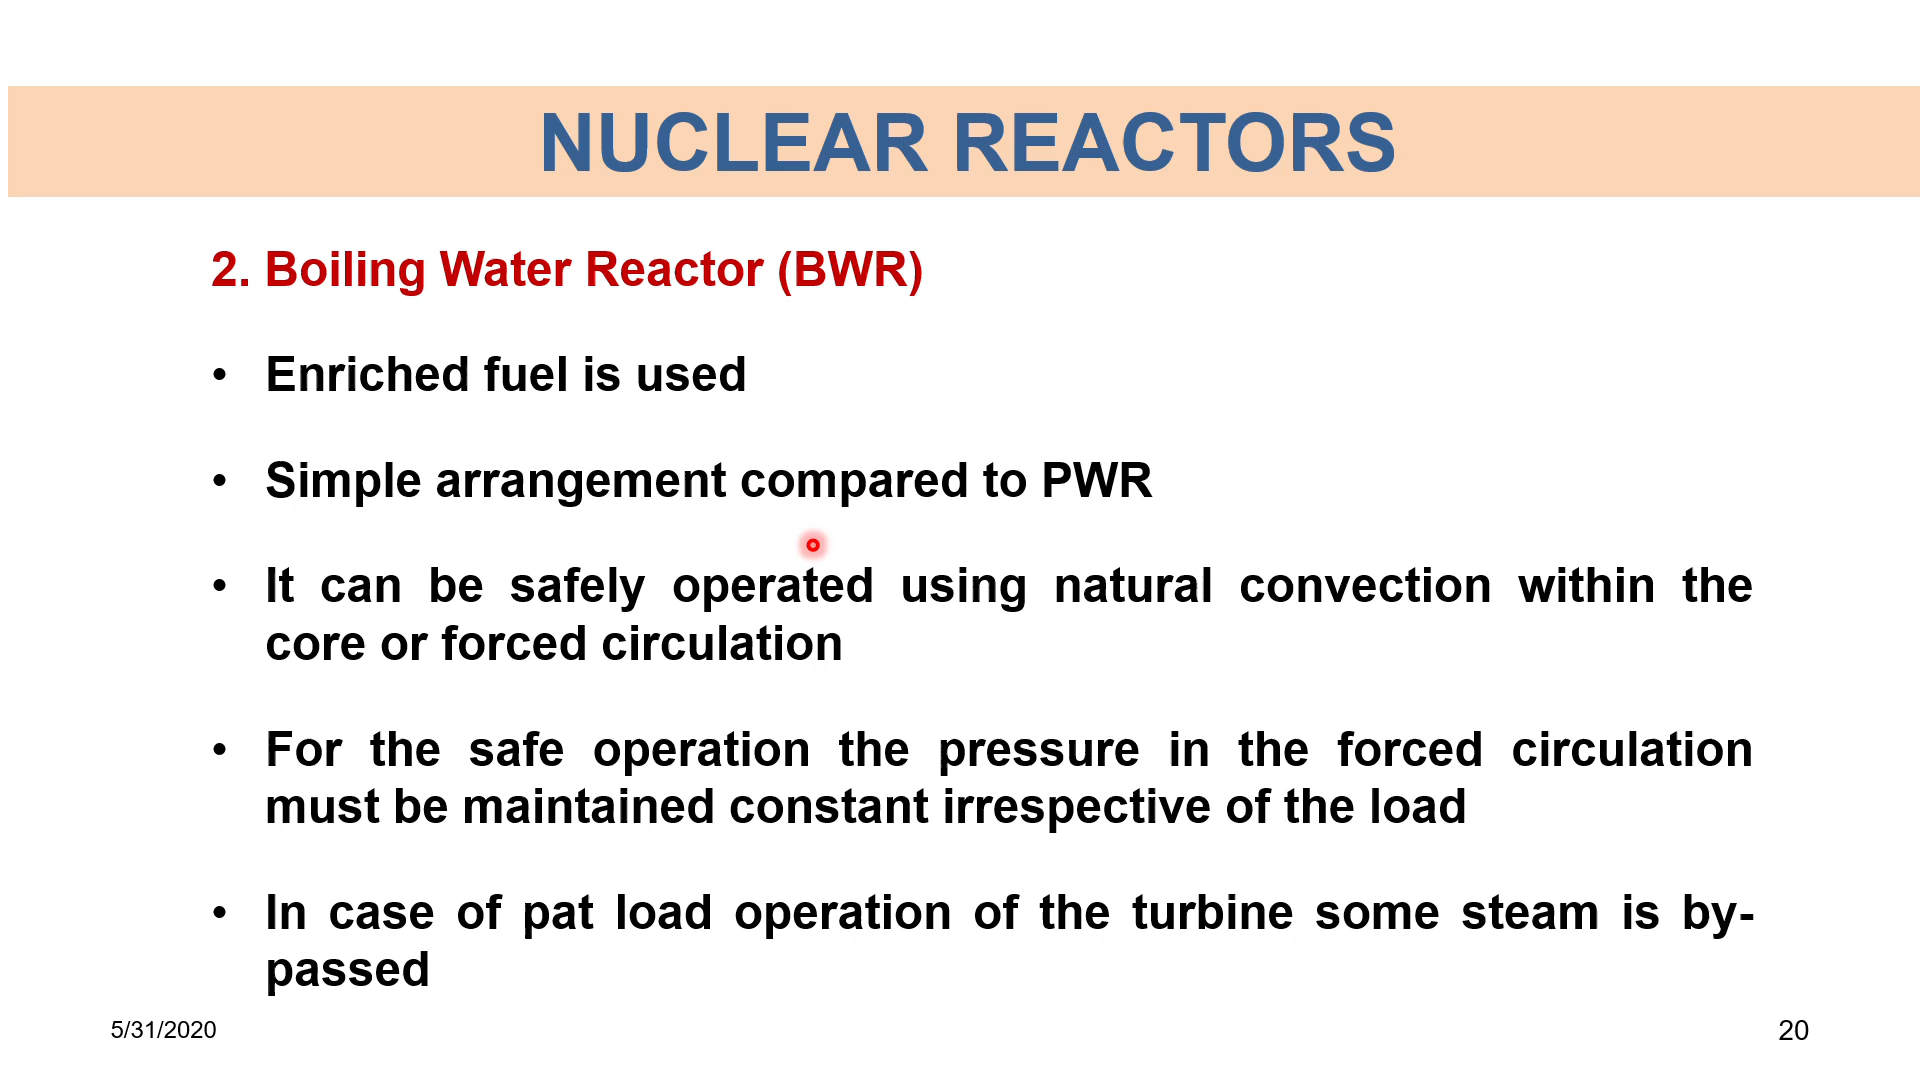 NUCLEAR REACTORS
2. Boiling Water Reactor (BWR)
• Enriched fuel is used
• Simple arrangement compared to PWR
• It can be safely operated using natural convection within the
core or forced circulation
• For the safe operation the pressure in the forced circulation
must be maintained constant irrespective of the load
• In case of pat load operation of the turbine some steam is by-
passed
5/31/2020
20